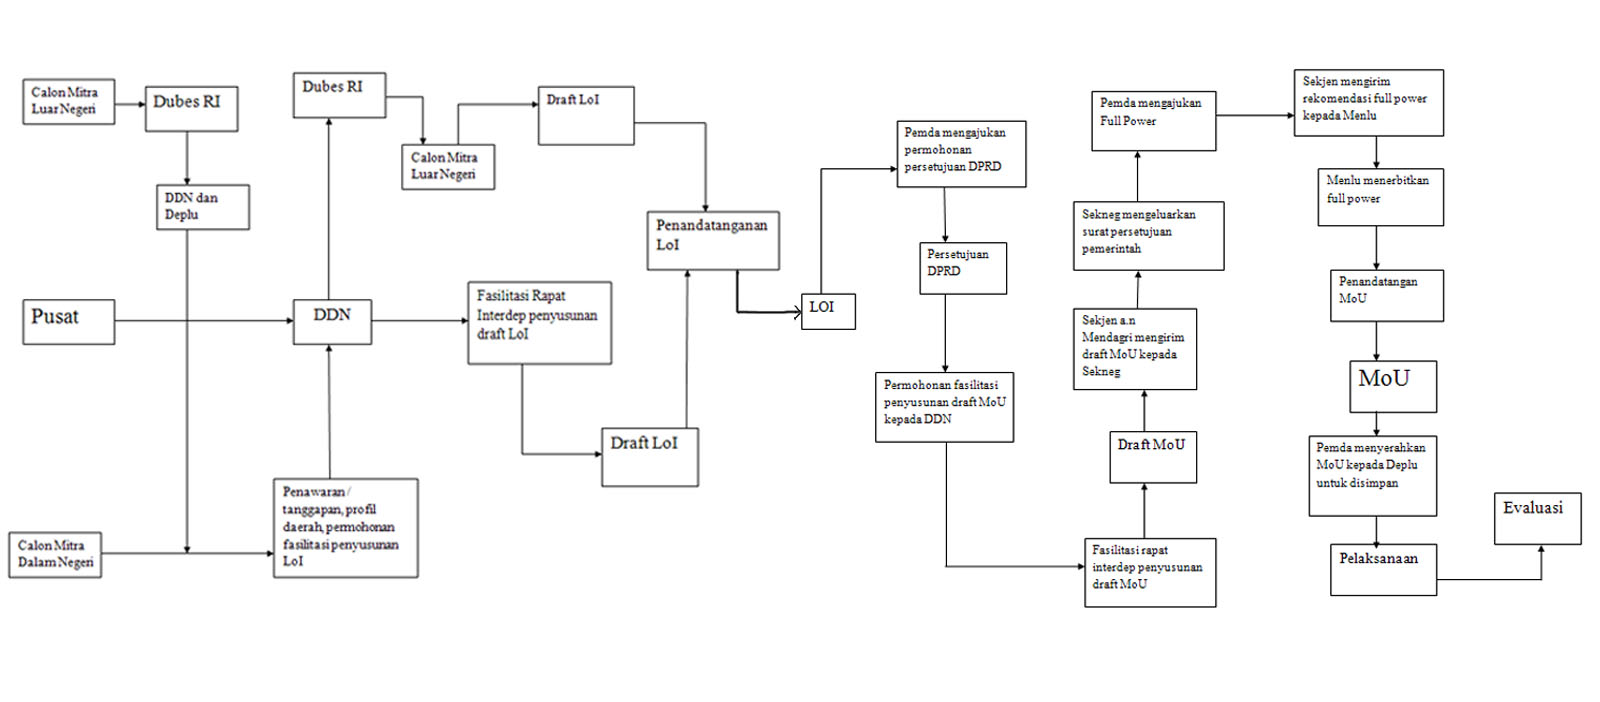 Calon Mitra
Luar Negeri
Dubes RI
DDN dan
Deplu
Pusat
Calon Mitra
Dalam Negeri
Penawaran /
tanggapan, profil
daerah, permohonan
fasilitasi penyusunan
LoI
DDN
Dubes RI
Calon Mitra
Luar Negeri
Draft LoI
Fasilitasi Rapat
Interdep penyusunan
draft LoI
Draft LoI
Penandatanganan
LoI
LOI
Pemda mengajukan
permohonan
persetujuan DPRD
Persetujuan
DPRD
Permohonan fasilitasi
penyusunan draft MoU
kepada DDN
Fasilitasi rapat
interdep penyusunan
draft MoU
Draft MoU
Sekjen a.n
Mendagri mengirim
draft MoU kepada
Sekneg
Sekneg mengeluarkan
surat persetujuan
pemerintah
Pemda mengajukan
Full Power
Sekjen mengirim
rekomendasi full power
kepada Menlu
Menlu menerbitkan
full power
Penandatangan
MoU
MoU
Pemda menyerahkan
MoU kepada Deplu
untuk disimpan
Pelaksanaan
Evaluasi